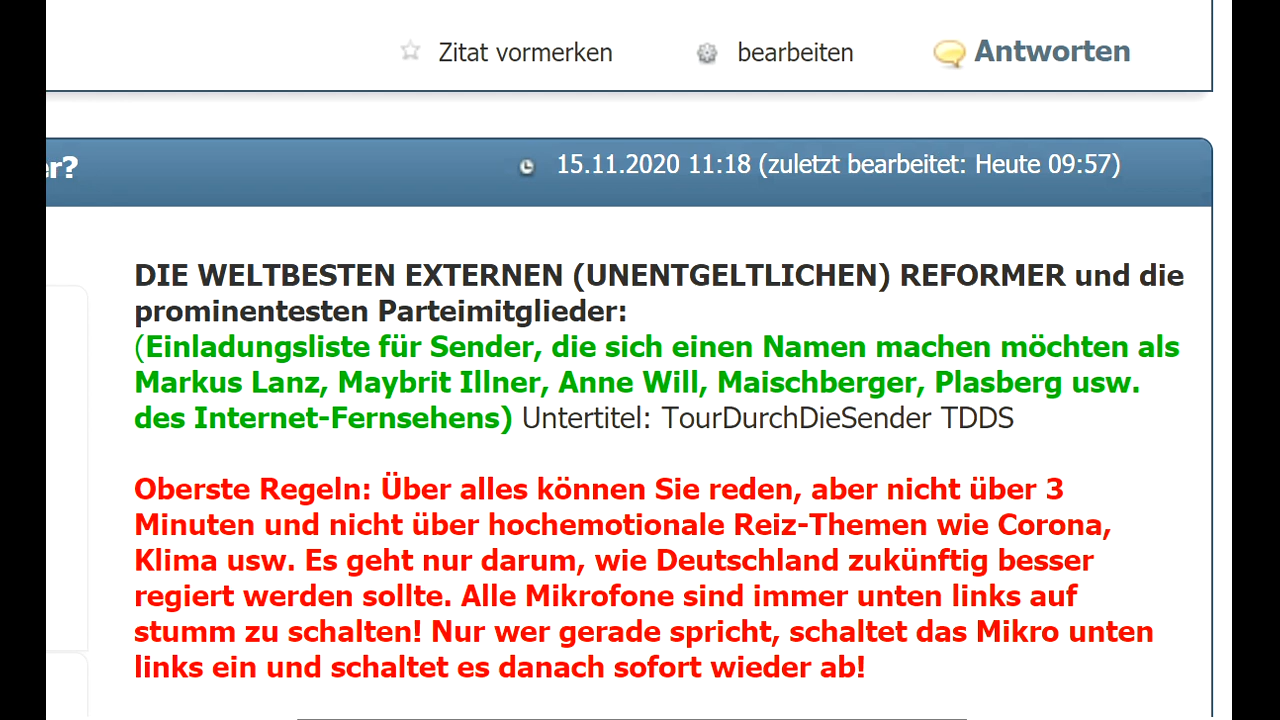 Zitat vormerken bearbeiten Antworten
er? 15.11.2020 11:18 (zuletzt bearbeitet: Heute 09:57)
DIE WELTBESTEN EXTERNEN (UNENTGELTLICHEN) REFORMER und die
prominentesten Parteimitglieder:
(Einladungsliste für Sender, die sich einen Namen machen möchten als
Markus Lanz, Maybrit Illner, Anne Will, Maischberger, Plasberg usw.
des Internet-Fernsehens) Untertitel: TourDurchDieSender TDDS
Oberste Regeln: Über alles können Sie reden, aber nicht über 3
Minuten und nicht über hochemotionale Reiz-Themen wie Corona,
Klima usw. Es geht nur darum, wie Deutschland zukünftig besser
regiert werden sollte. Alle Mikrofone sind immer unten links auf
stumm zu schalten! Nur wer gerade spricht, schaltet das Mikro unten
links ein und schaltet es danach sofort wieder ab!